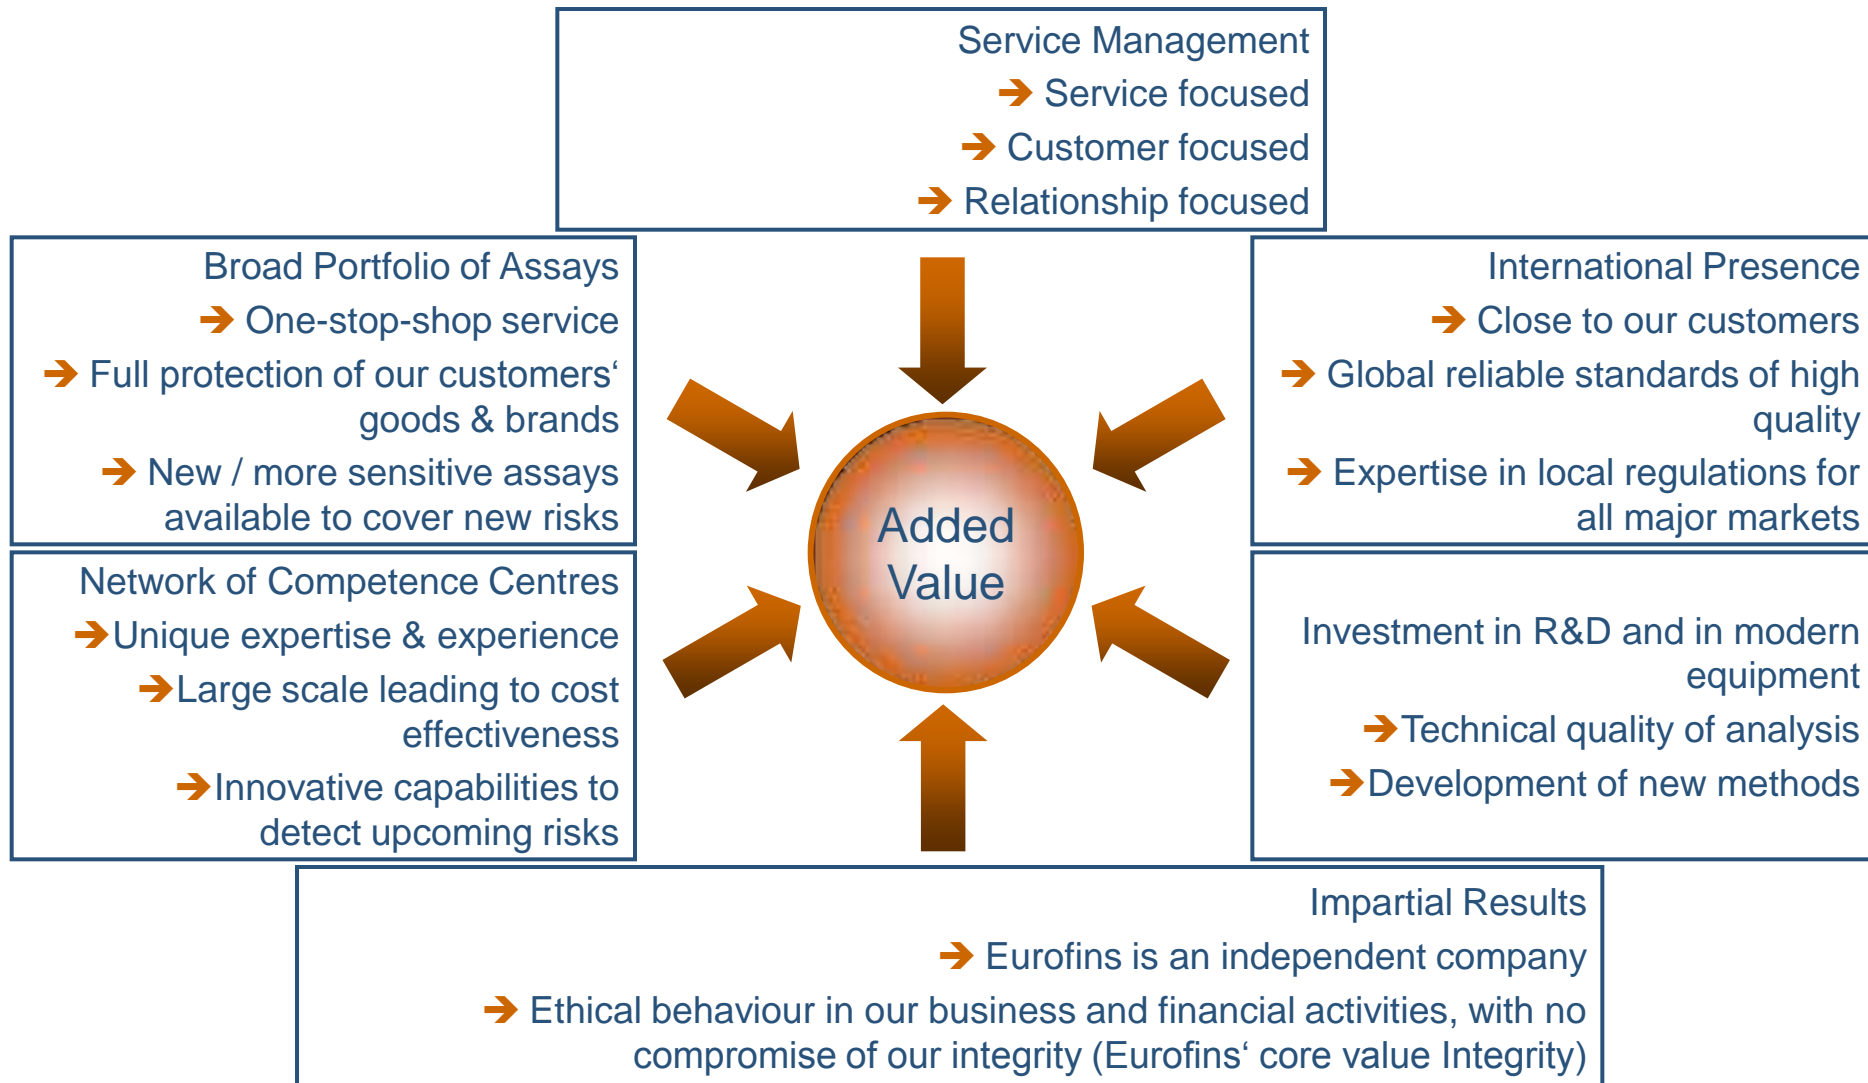 Service Management
➔ Service focused
➔ Customer focused
➔ Relationship focused
Broad Portfolio of Assays
➔ One-stop-shop service
➔ Full protection of our customers‘
goods & brands
➔ New / more sensitive assays
available to cover new risks
International Presence
➔ Close to our customers
➔ Global reliable standards of high
quality
➔ Expertise in local regulations for
all major markets
Added
Value
Network of Competence Centres
➔Unique expertise & experience
➔Large scale leading to cost
effectiveness
➔Innovative capabilities to
detect upcoming risks
Investment in R&D and in modern
equipment
➔Technical quality of analysis
➔Development of new methods
Impartial Results
➔ Eurofins is an independent company
➔ Ethical behaviour in our business and financial activities, with no
compromise of our integrity (Eurofins‘ core value Integrity)